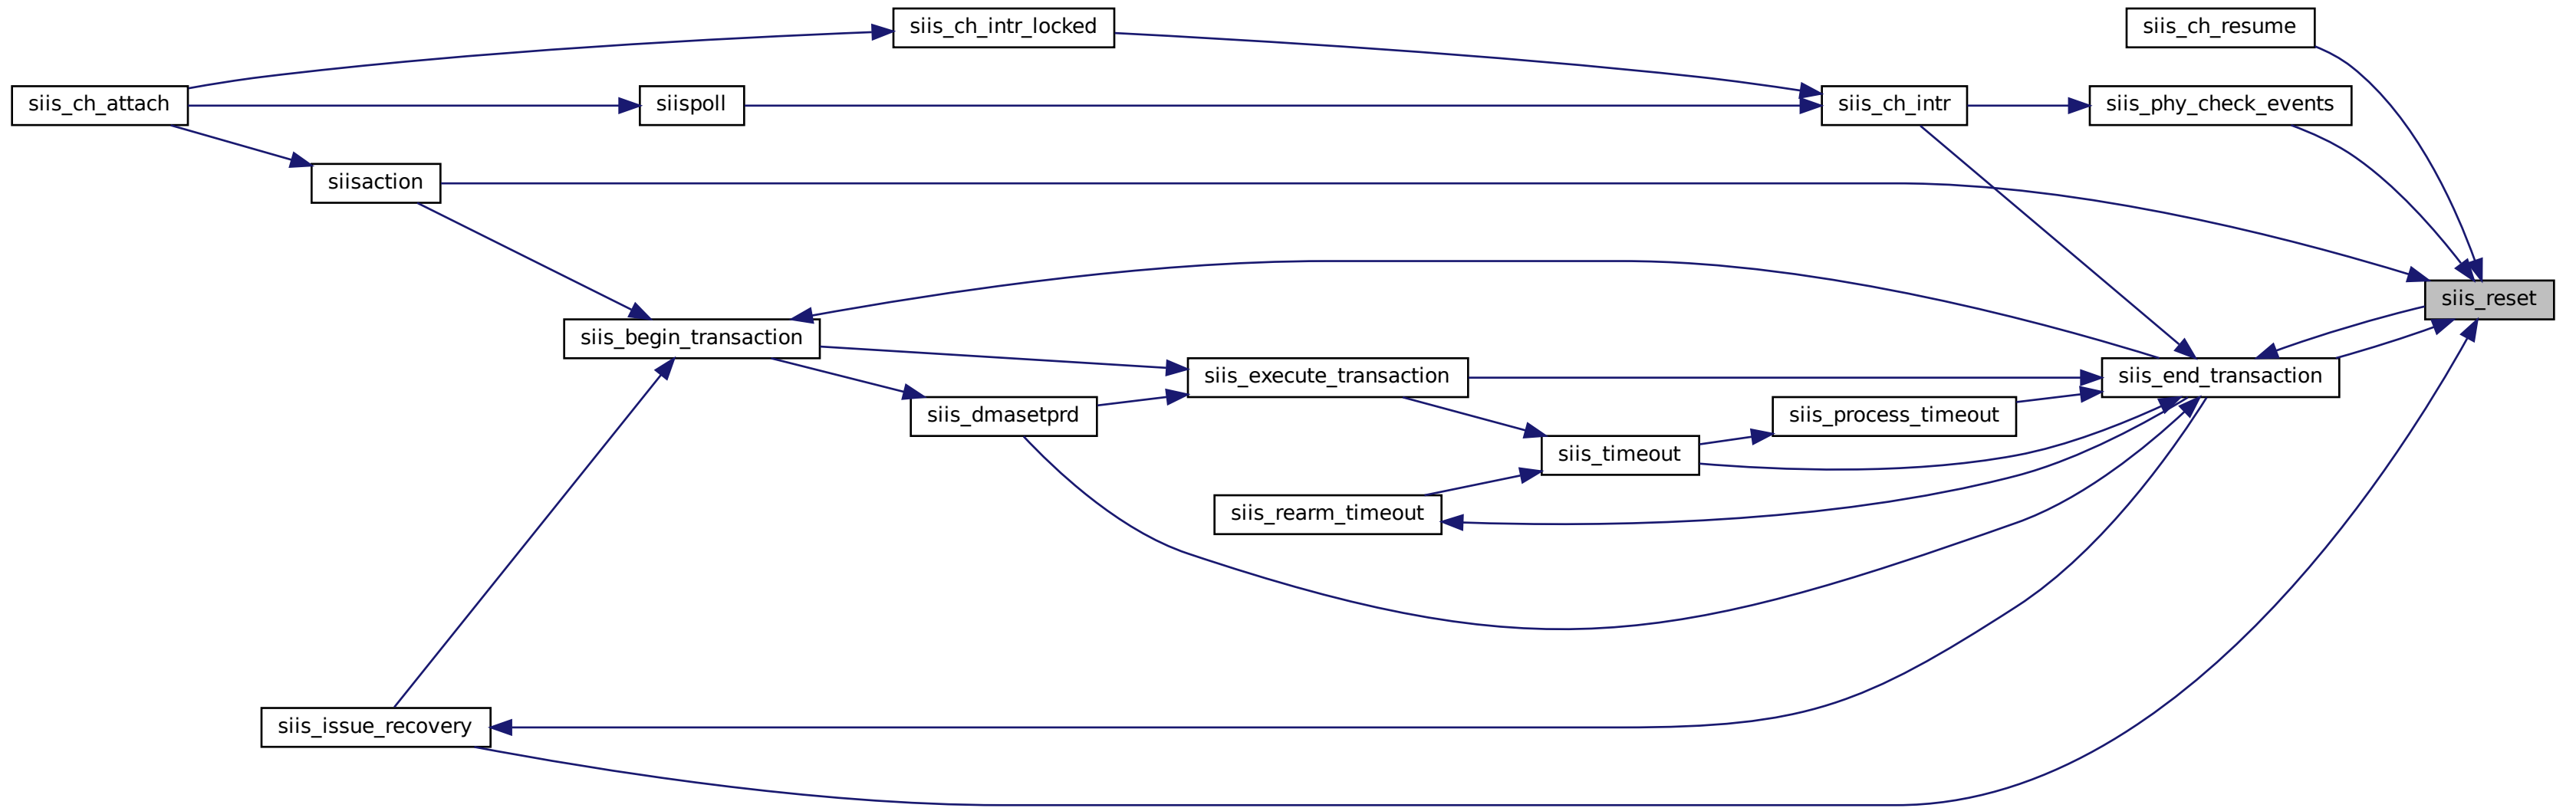 siis_ch_intr_locked
siis_ch_resume
siis_ch_attach
siispoll
siis_ch_intr
siis_phy_check_events
siisaction
siis_reset
siis_begin_transaction
siis_execute_transaction
siis_end_transaction
siis_dmasetprd
siis_process_timeout
siis_timeout
siis_rearm_timeout
siis_issue_recovery